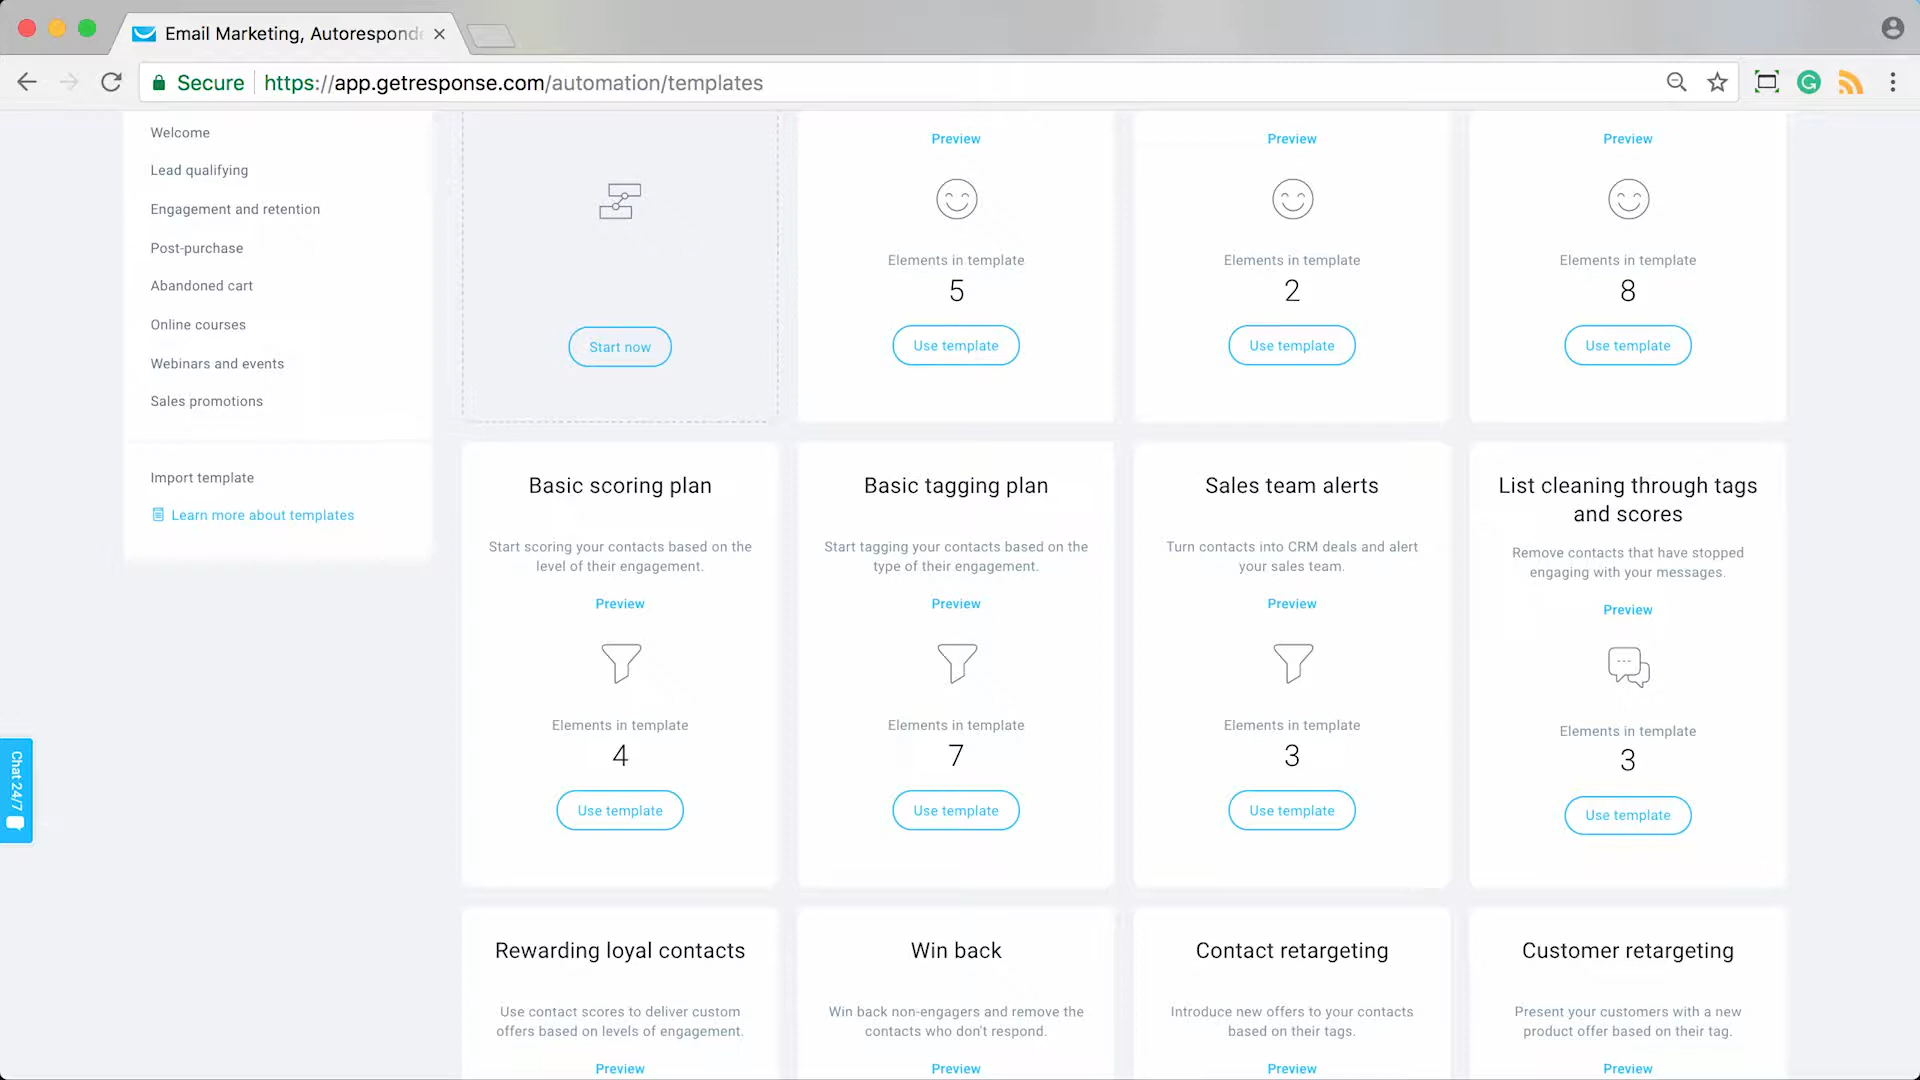 Email Marketing, Autoresponde
Secure
https://app.getresponse.com/automation/templates
Welcome
Lead qualifying
Engagement and retention
Post-purchase
Abandoned cart
Online courses
Webinars and events
Sales promotions
Import template
Learn more about templates
Chat 24/7
Start now
Preview
Elements in template
5
Use template
Preview
Elements in template
2
Use template
Preview
Elements in template
8
Use template
Basic scoring plan
Start scoring your contacts based on the
level of their engagement.
Preview
Elements in template
4
Use template
Basic tagging plan
Start tagging your contacts based on the
type of their engagement.
Preview
Elements in template
7
Use template
Sales team alerts
Turn contacts into CRM deals and alert
your sales team.
Preview
Elements in template
3
Use template
List cleaning through tags
and scores
Remove contacts that have stopped
engaging with your messages.
Preview
Elements in template
3
Use template
Rewarding loyal contacts
Use contact scores to deliver custom
offers based on levels of engagement.
Preview
Win back
Win back non-engagers and remove the
contacts who don't respond.
Preview
Contact retargeting
Introduce new offers to your contacts
based on their tags.
Preview
Customer retargeting
Present your customers with a new
product offer based on their tag.
Preview